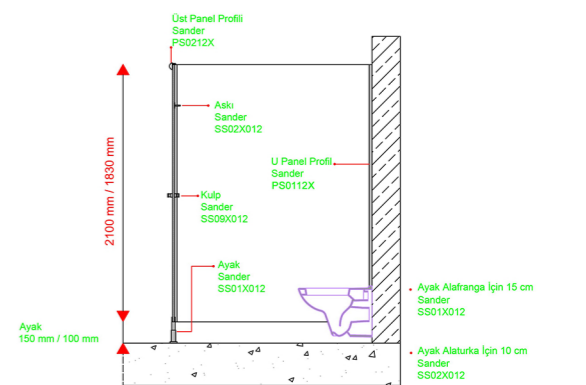 Üst Panel Profili
Sander
PS0212X
Askı
Sander
SS02X012
U Panel Profil
Sander
PS0112X
2100 mm / 1830 mm
Kulp
Sander
SS09X012
Ayak
Sander
SS01X012
Ayak Alafranga İçin 15 cm
Sander
SS01X012
Ayak
150 mm / 100 mm
Ayak Alaturka İçin 10 cm
Sander
SS02X012